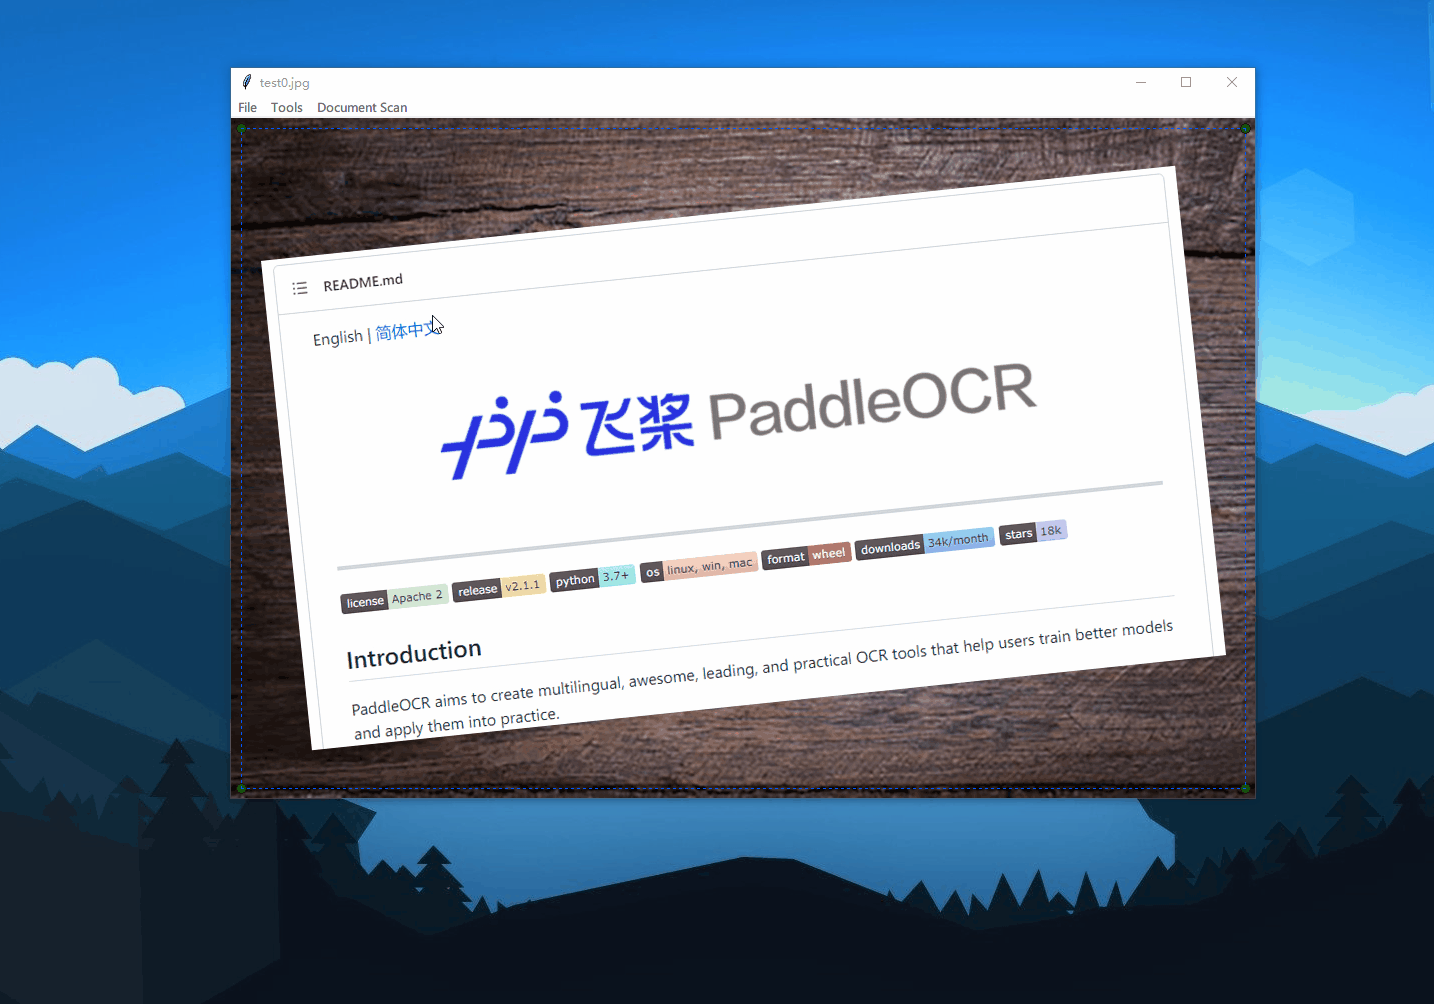 test0.jpg
File Tools Document Scan
README.md
English | 简体中文
飞桨 PaddleOCR
license Apache 2 release v2.1.1 python 3.7+ os linux, win, mac format wheel downloads 34k/month stars 18k
Introduction
PaddleOCR aims to create multilingual, awesome, leading, and practical OCR tools that help users train better models
and apply them into practice.